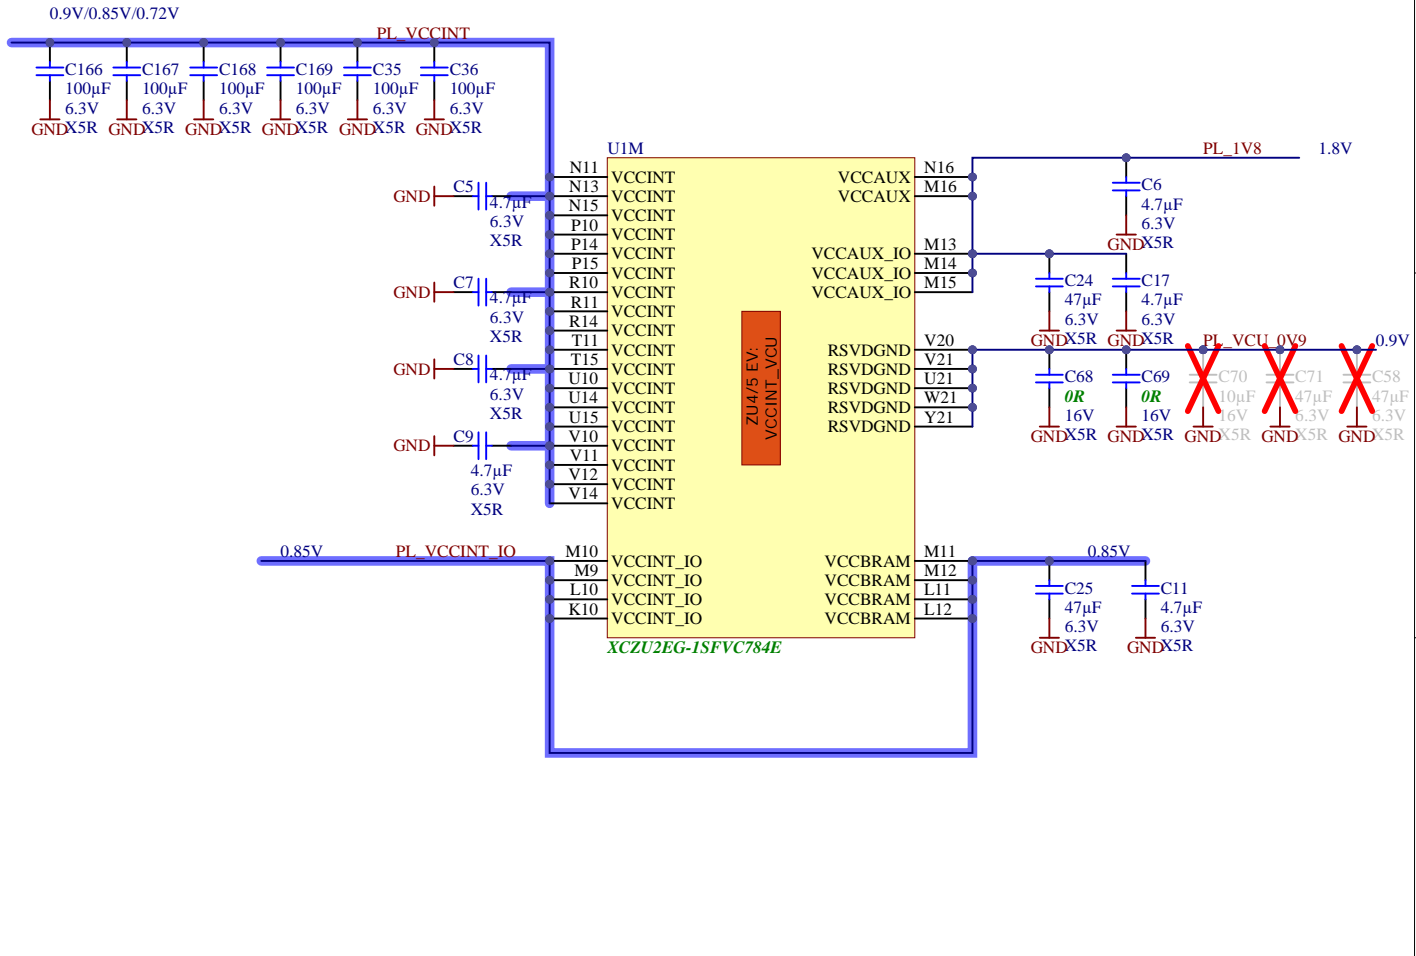 0.9V/0.85V/0.72V
PL_VCCINT
C166
100µF
6.3V
X5R
GND
C167
100µF
6.3V
X5R
GND
C168
100µF
6.3V
X5R
GND
C169
100µF
6.3V
X5R
GND
C35
100µF
6.3V
X5R
GND
C36
100µF
6.3V
X5R
GND
GND
C5
4.7µF
6.3V
X5R
GND
C7
4.7µF
6.3V
X5R
GND
C8
4.7µF
6.3V
X5R
GND
C9
4.7µF
6.3V
X5R
U1M
N11 VCCINT
N13 VCCINT
N15 VCCINT
P10 VCCINT
P14 VCCINT
P15 VCCINT
R10 VCCINT
R11 VCCINT
R14 VCCINT
T11 VCCINT
T15 VCCINT
U10 VCCINT
U14 VCCINT
U15 VCCINT
V10 VCCINT
V11 VCCINT
V12 VCCINT
V14 VCCINT
0.85V
PL_VCCINT_IO
M10 VCCINT_IO
M9 VCCINT_IO
L10 VCCINT_IO
K10 VCCINT_IO
ZU4/5 EV:
VCCINT_VCU
VCCAUX N16
VCCAUX M16
VCCAUX_IO M13
VCCAUX_IO M14
VCCAUX_IO M15
RSVDGND V20
RSVDGND V21
RSVDGND U21
RSVDGND W21
RSVDGND Y21
VCCBRAM M11
VCCBRAM M12
VCCBRAM L11
VCCBRAM L12
XCZU2EG-1SFVC784E
PL_1V8
1.8V
C6
4.7µF
6.3V
X5R
GND
C24
47µF
6.3V
X5R
GND
C17
4.7µF
6.3V
X5R
GND
PL_VCU_0V9
0.9V
C68
0R
16V
X5R
GND
C69
0R
16V
X5R
GND
C70
10µF
16V
X5R
GND
C71
47µF
6.3V
X5R
GND
C58
47µF
6.3V
X5R
GND
0.85V
C25
47µF
6.3V
X5R
GND
C11
4.7µF
6.3V
X5R
GND